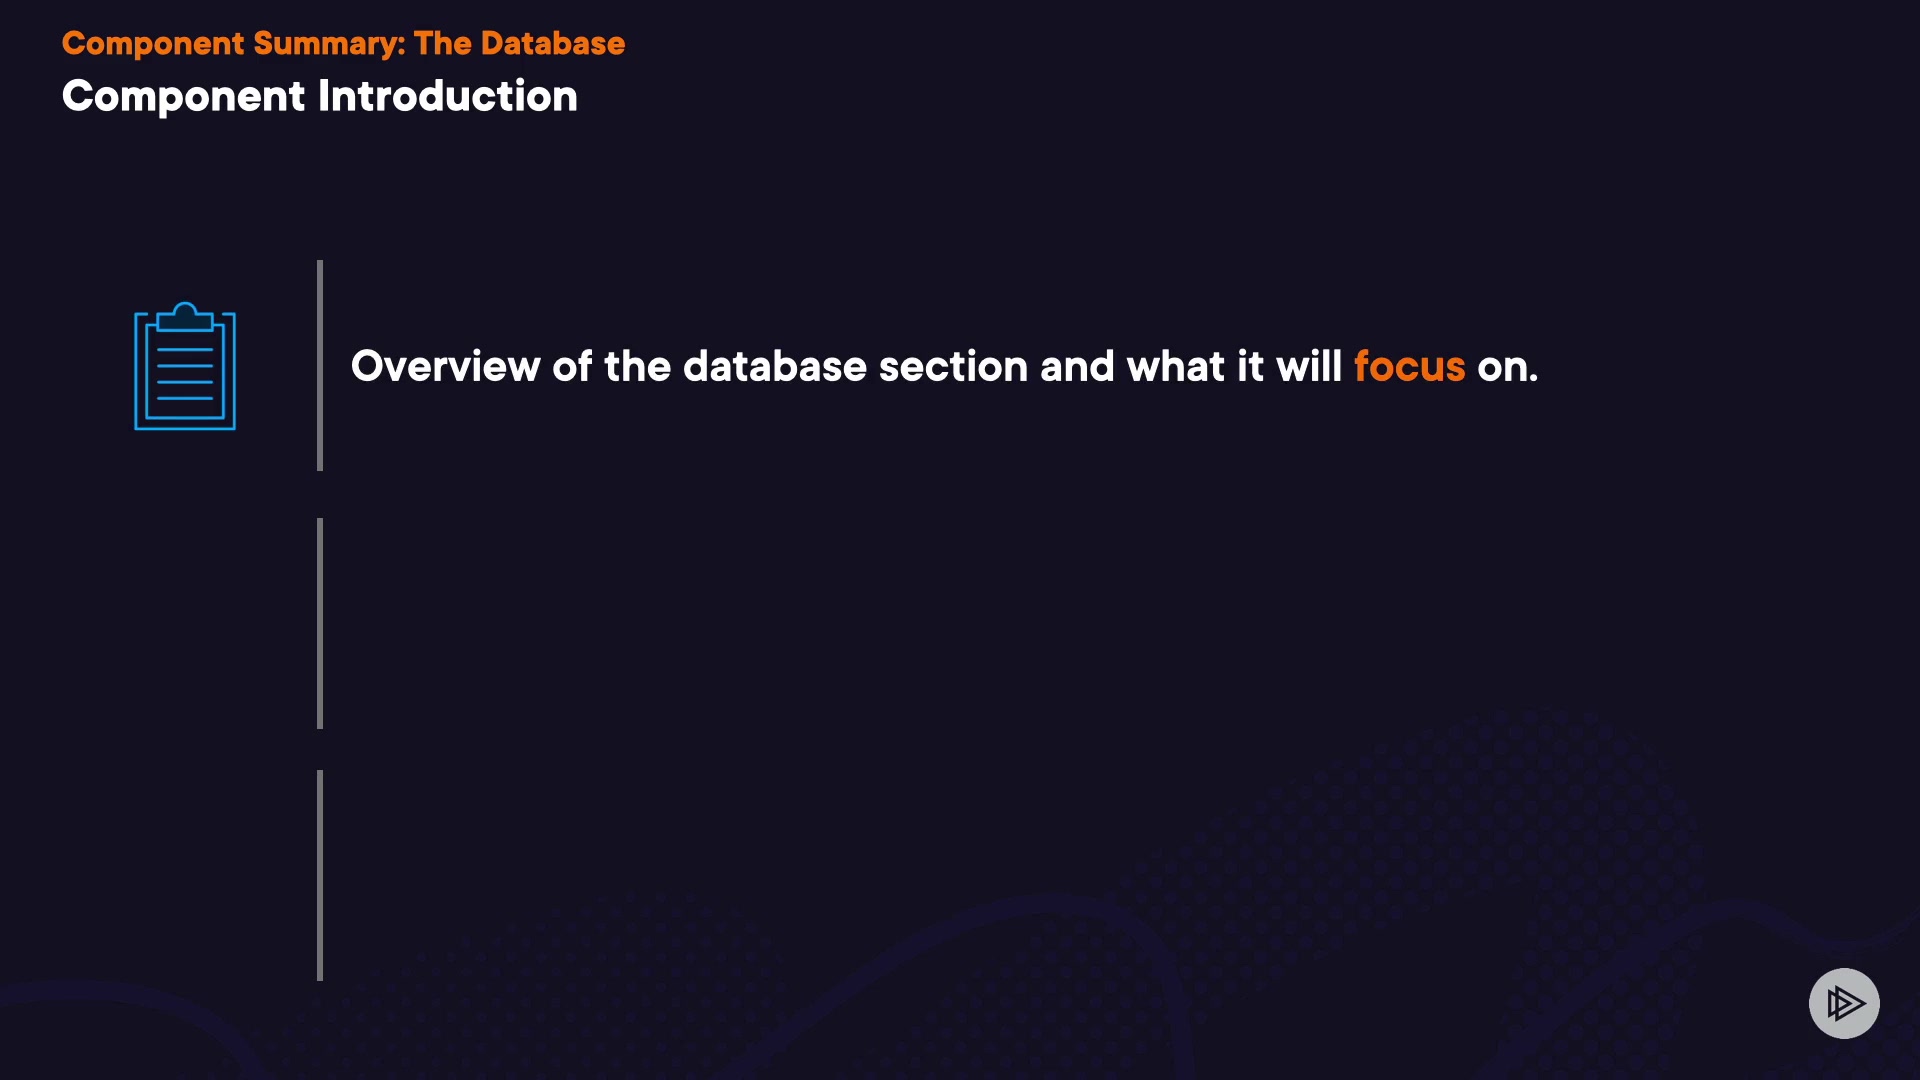 Component Summary: The Database
Component Introduction
Overview of the database section and what it will focus on.